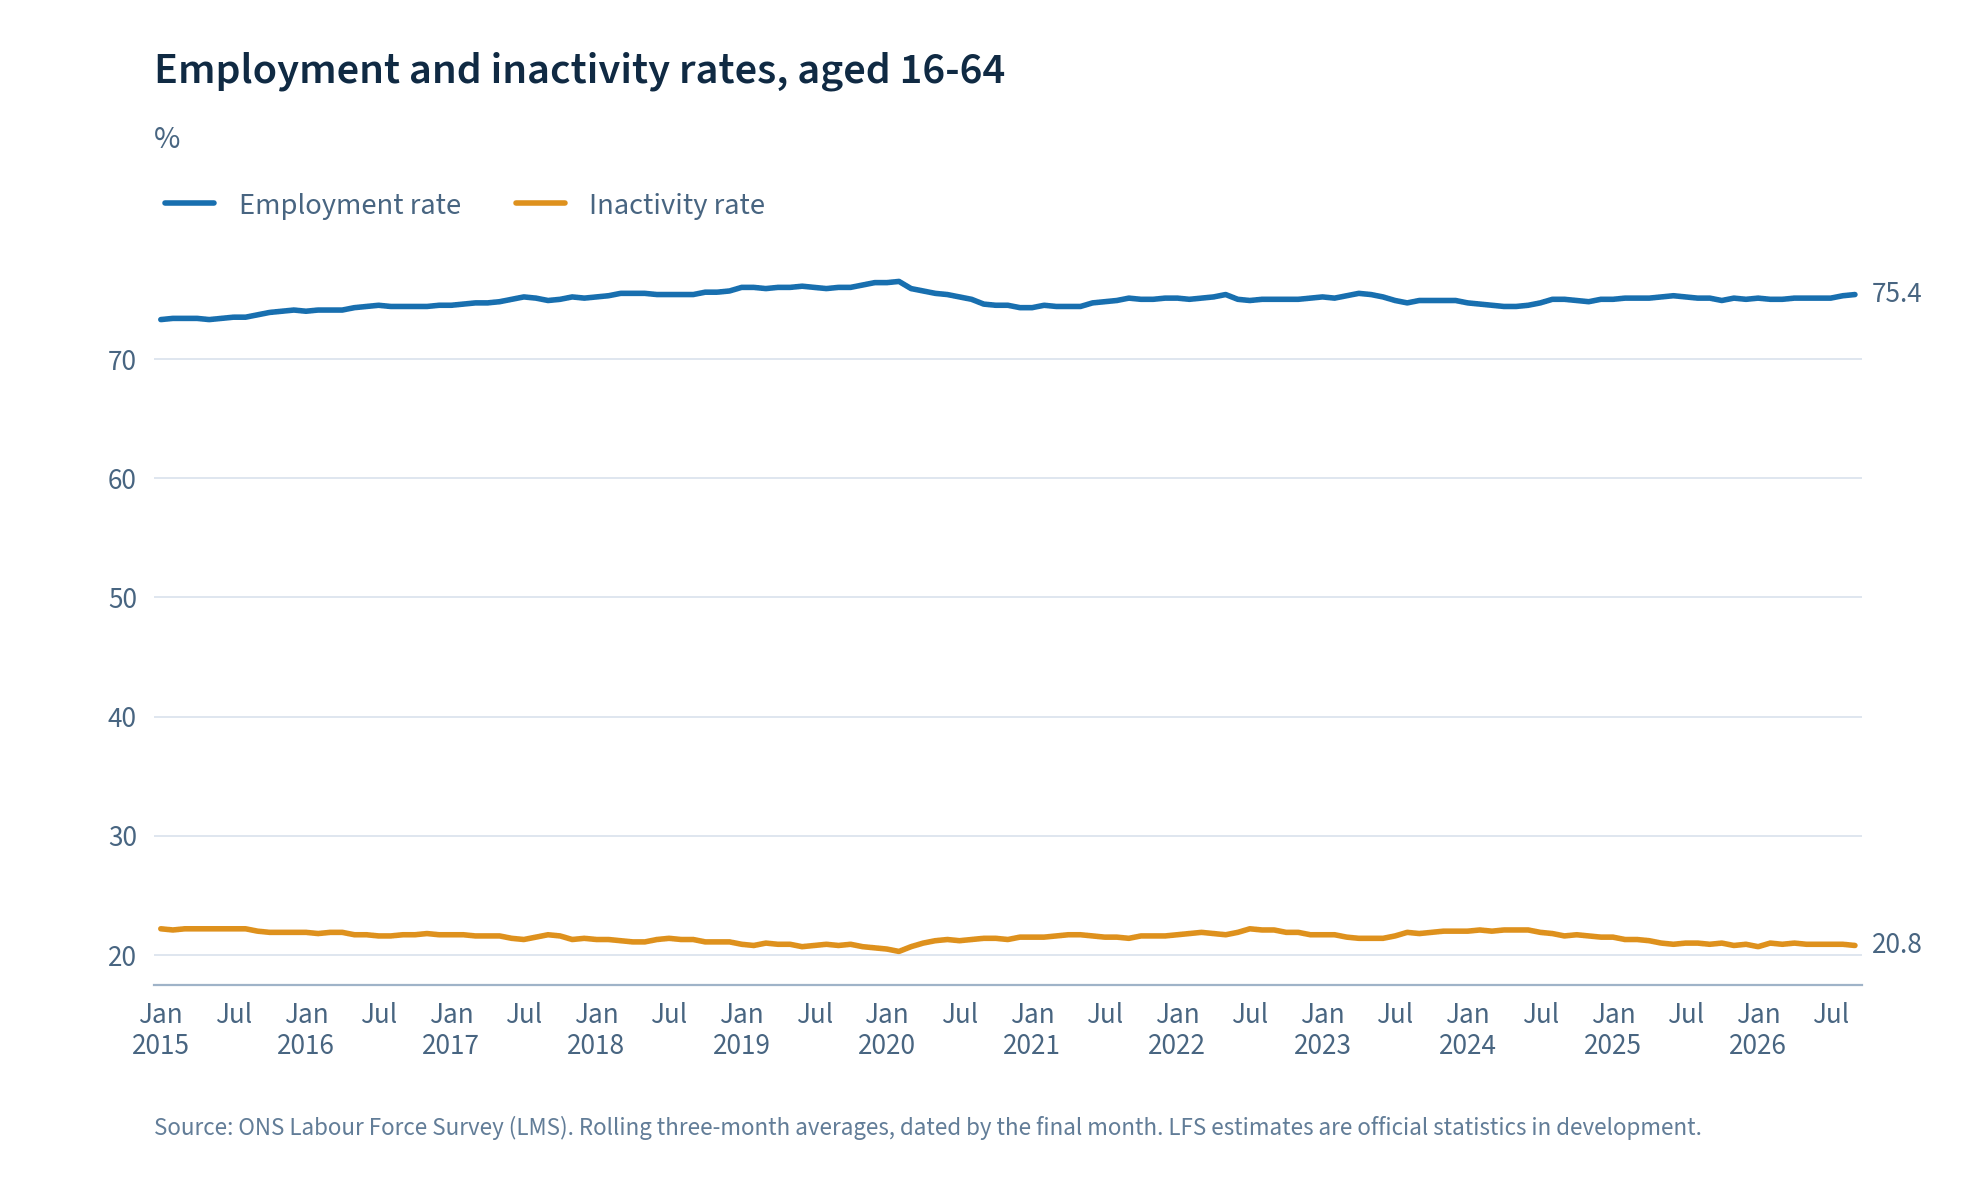 Employment and inactivity rates, aged 16-64
%
Employment rate Inactivity rate
75.4
70
60
50
40
30
20
20.8
Jan Jul Jan Jul Jan Jul Jan Jul Jan Jul Jan Jul Jan Jul Jan Jul Jan Jul Jan Jul Jan Jul Jan Jul
2015 2016 2017 2018 2019 2020 2021 2022 2023 2024 2025 2026
Source: ONS Labour Force Survey (LMS). Rolling three-month averages, dated by the final month. LFS estimates are official statistics in development.